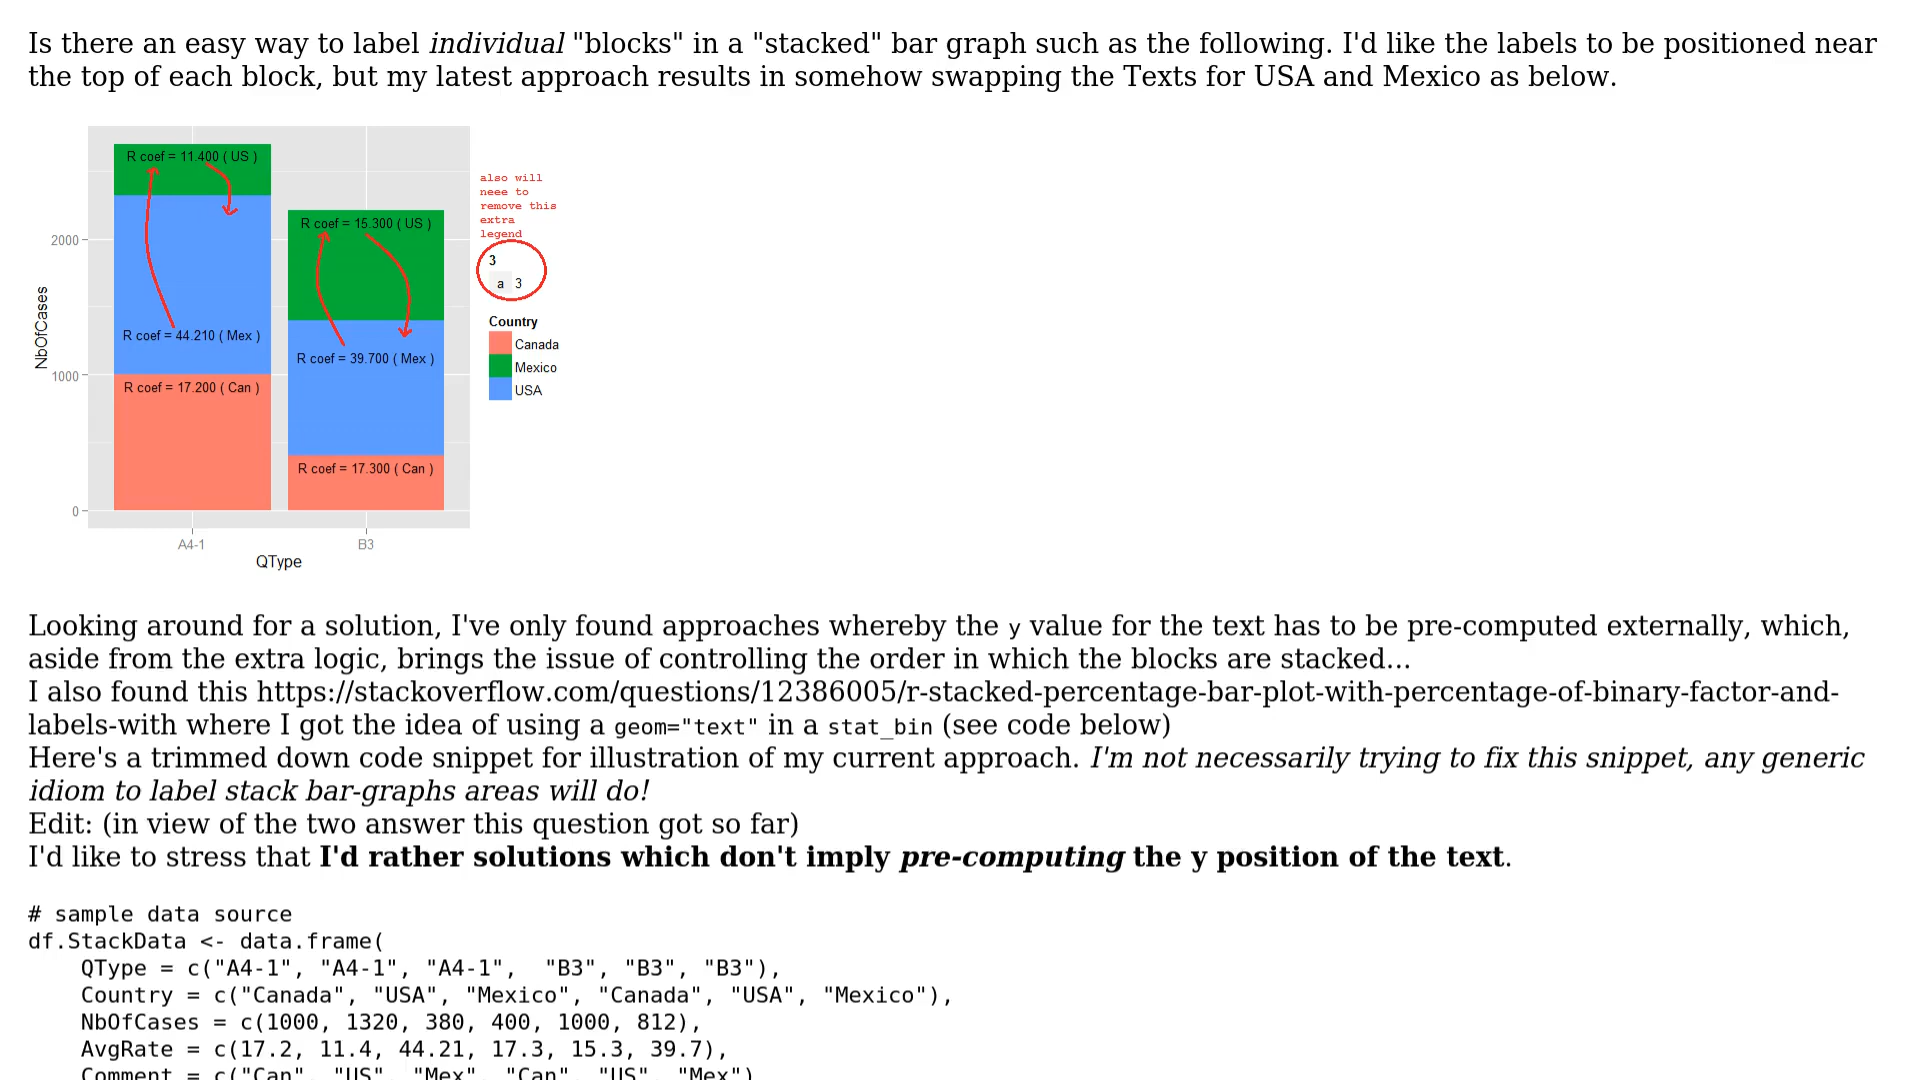 Is there an easy way to label individual "blocks" in a "stacked" bar graph such as the following. I'd like the labels to be positioned near
the top of each block, but my latest approach results in somehow swapping the Texts for USA and Mexico as below.
R coef = 11.400 ( US )
R coef = 15.300 ( US )
R coef = 44.210 ( Mex )
R coef = 39.700 ( Mex )
R coef = 17.200 ( Can )
R coef = 17.300 ( Can )
2000
1000
0
NbOfCases
A4-1
B3
QType
also will
neee to
remove this
extra
legend
3
a 3
Country
Canada
Mexico
USA
Looking around for a solution, I've only found approaches whereby the y value for the text has to be pre-computed externally, which,
aside from the extra logic, brings the issue of controlling the order in which the blocks are stacked...
I also found this https://stackoverflow.com/questions/12386005/r-stacked-percentage-bar-plot-with-percentage-of-binary-factor-and-
labels-with where I got the idea of using a geom="text" in a stat_bin (see code below)
Here's a trimmed down code snippet for illustration of my current approach. I'm not necessarily trying to fix this snippet, any generic
idiom to label stack bar-graphs areas will do!
Edit: (in view of the two answer this question got so far)
I'd like to stress that I'd rather solutions which don't imply pre-computing the y position of the text.
# sample data source
df.StackData <- data.frame(
    QType = c("A4-1", "A4-1", "A4-1",  "B3", "B3", "B3"),
    Country = c("Canada", "USA", "Mexico", "Canada", "USA", "Mexico"),
    NbOfCases = c(1000, 1320, 380, 400, 1000, 812),
    AvgRate = c(17.2, 11.4, 44.21, 17.3, 15.3, 39.7),
    Comment = c("Can", "US", "Mex", "Can", "US", "Mex")